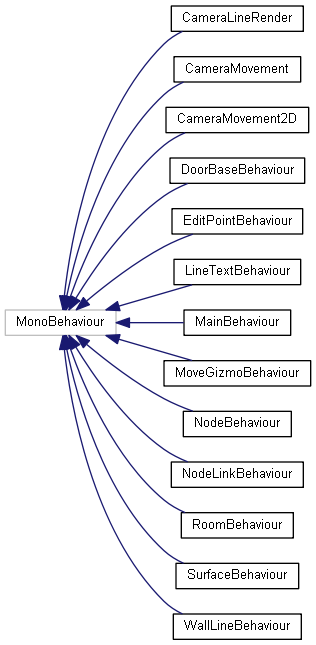 CameraLineRender
CameraMovement
CameraMovement2D
DoorBaseBehaviour
EditPointBehaviour
LineTextBehaviour
MonoBehaviour
MainBehaviour
MoveGizmoBehaviour
NodeBehaviour
NodeLinkBehaviour
RoomBehaviour
SurfaceBehaviour
WallLineBehaviour